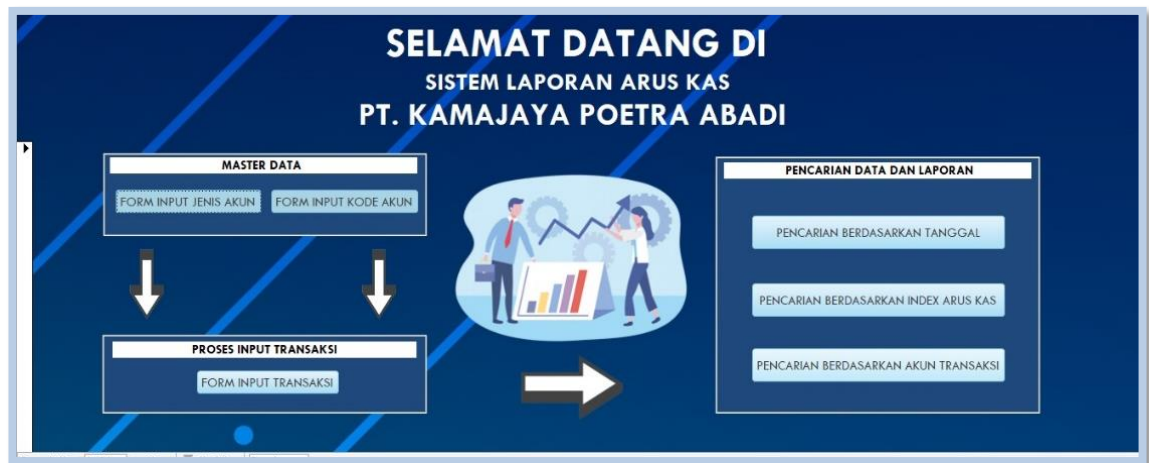 SELAMAT DATANG DI
SISTEM LAPORAN ARUS KAS
PT. KAMAJAYA POETRA ABADI
MASTER DATA
FORM INPUT JENIS AKUN
FORM INPUT KODE AKUN
PROSES INPUT TRANSAKSI
FORM INPUT TRANSAKSI
PENCARIAN DATA DAN LAPORAN
PENCARIAN BERDASARKAN TANGGAL
PENCARIAN BERDASARKAN INDEX ARUS KAS
PENCARIAN BERDASARKAN AKUN TRANSAKSI